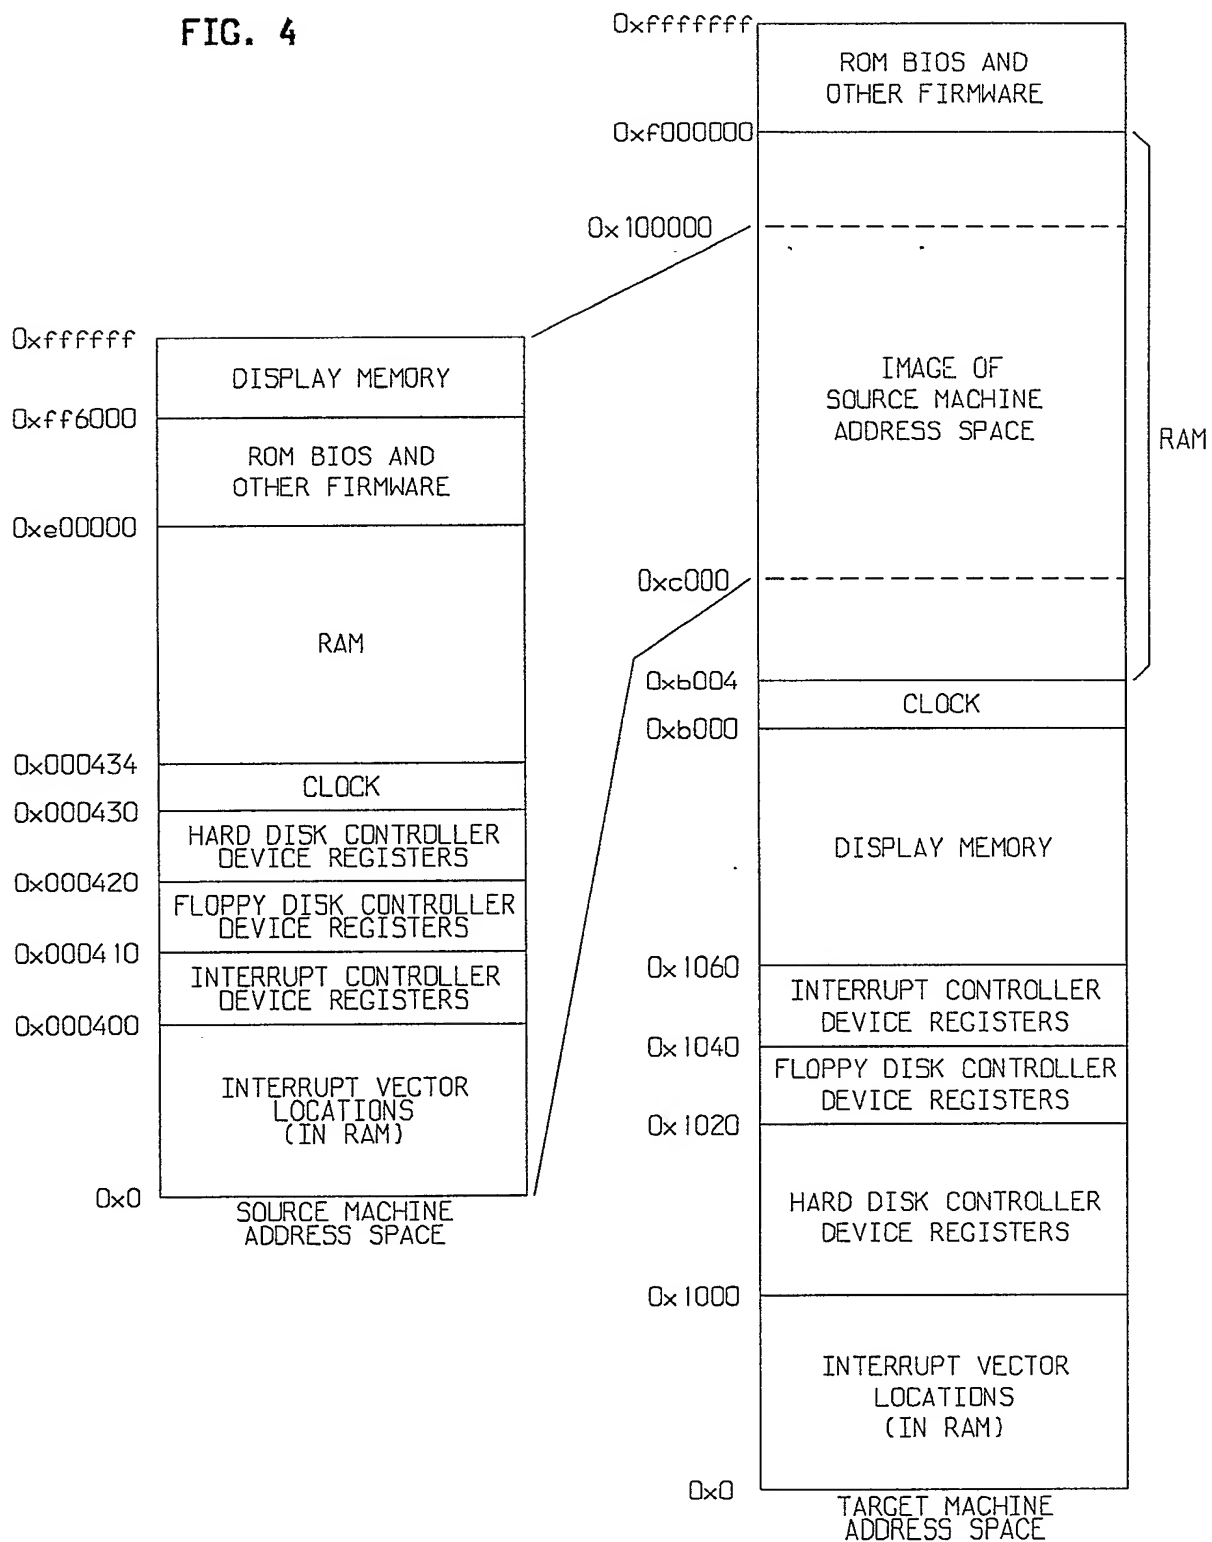 FIG. 4
0xffffff
DISPLAY MEMORY
0xff6000
ROM BIOS AND
OTHER FIRMWARE
0xe00000
RAM
0x000434
CLOCK
0x000430
HARD DISK CONTROLLER
DEVICE REGISTERS
0x000420
FLOPPY DISK CONTROLLER
DEVICE REGISTERS
0x000410
INTERRUPT CONTROLLER
DEVICE REGISTERS
0x000400
INTERRUPT VECTOR
LOCATIONS
(IN RAM)
0x0
SOURCE MACHINE
ADDRESS SPACE
0xfffffff
ROM BIOS AND
OTHER FIRMWARE
0xf000000
0x100000
IMAGE OF
SOURCE MACHINE
ADDRESS SPACE
RAM
0xc000
0xb004
CLOCK
0xb000
DISPLAY MEMORY
0x1060
INTERRUPT CONTROLLER
DEVICE REGISTERS
0x1040
FLOPPY DISK CONTROLLER
DEVICE REGISTERS
0x1020
HARD DISK CONTROLLER
DEVICE REGISTERS
0x1000
INTERRUPT VECTOR
LOCATIONS
(IN RAM)
0x0
TARGET MACHINE
ADDRESS SPACE